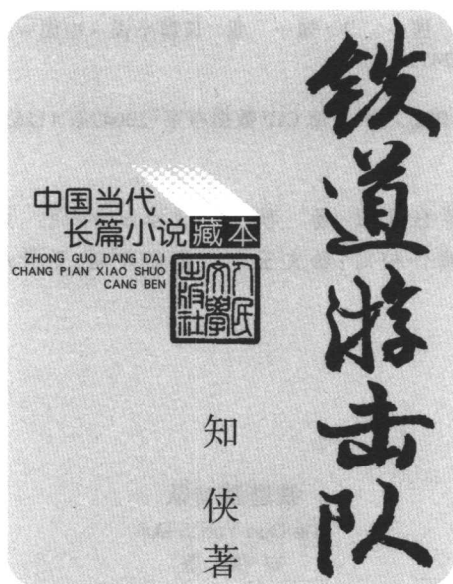 铁道游击队
中国当代
长篇小说藏本
ZHONG GUO DANG DAI
CHANG PIAN XIAO SHUO
CANG BEN
人民文学出版社
知侠著